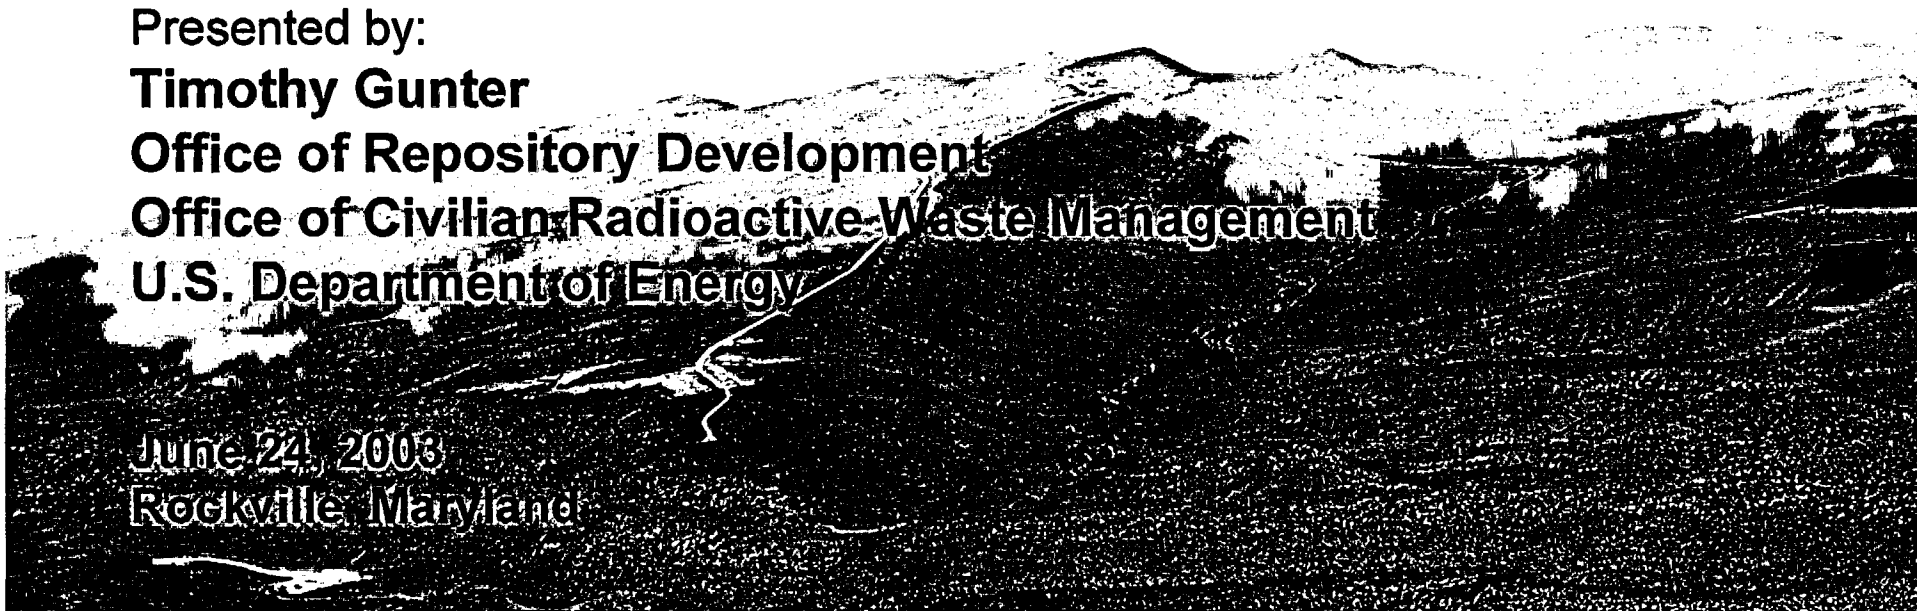 Presented by:
Timothy Gunter
Office of Repository Development
Office of Civilian Radioactive Waste Management
U.S. Department of Energy
June 24, 2003
Rockville, Maryland